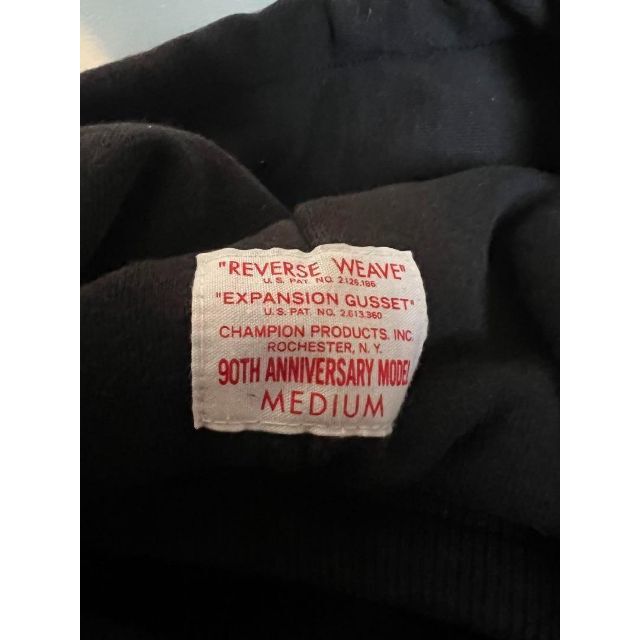 "REVERSE WEAVE"
U.S. PAT. NO. 2.126.186
"EXPANSION GUSSET"
U.S. PAT. NO. 2.613.360
CHAMPION PRODUCTS. INC
ROCHESTER, N. Y.
90TH ANNIVERSARY MODEL
MEDIUM